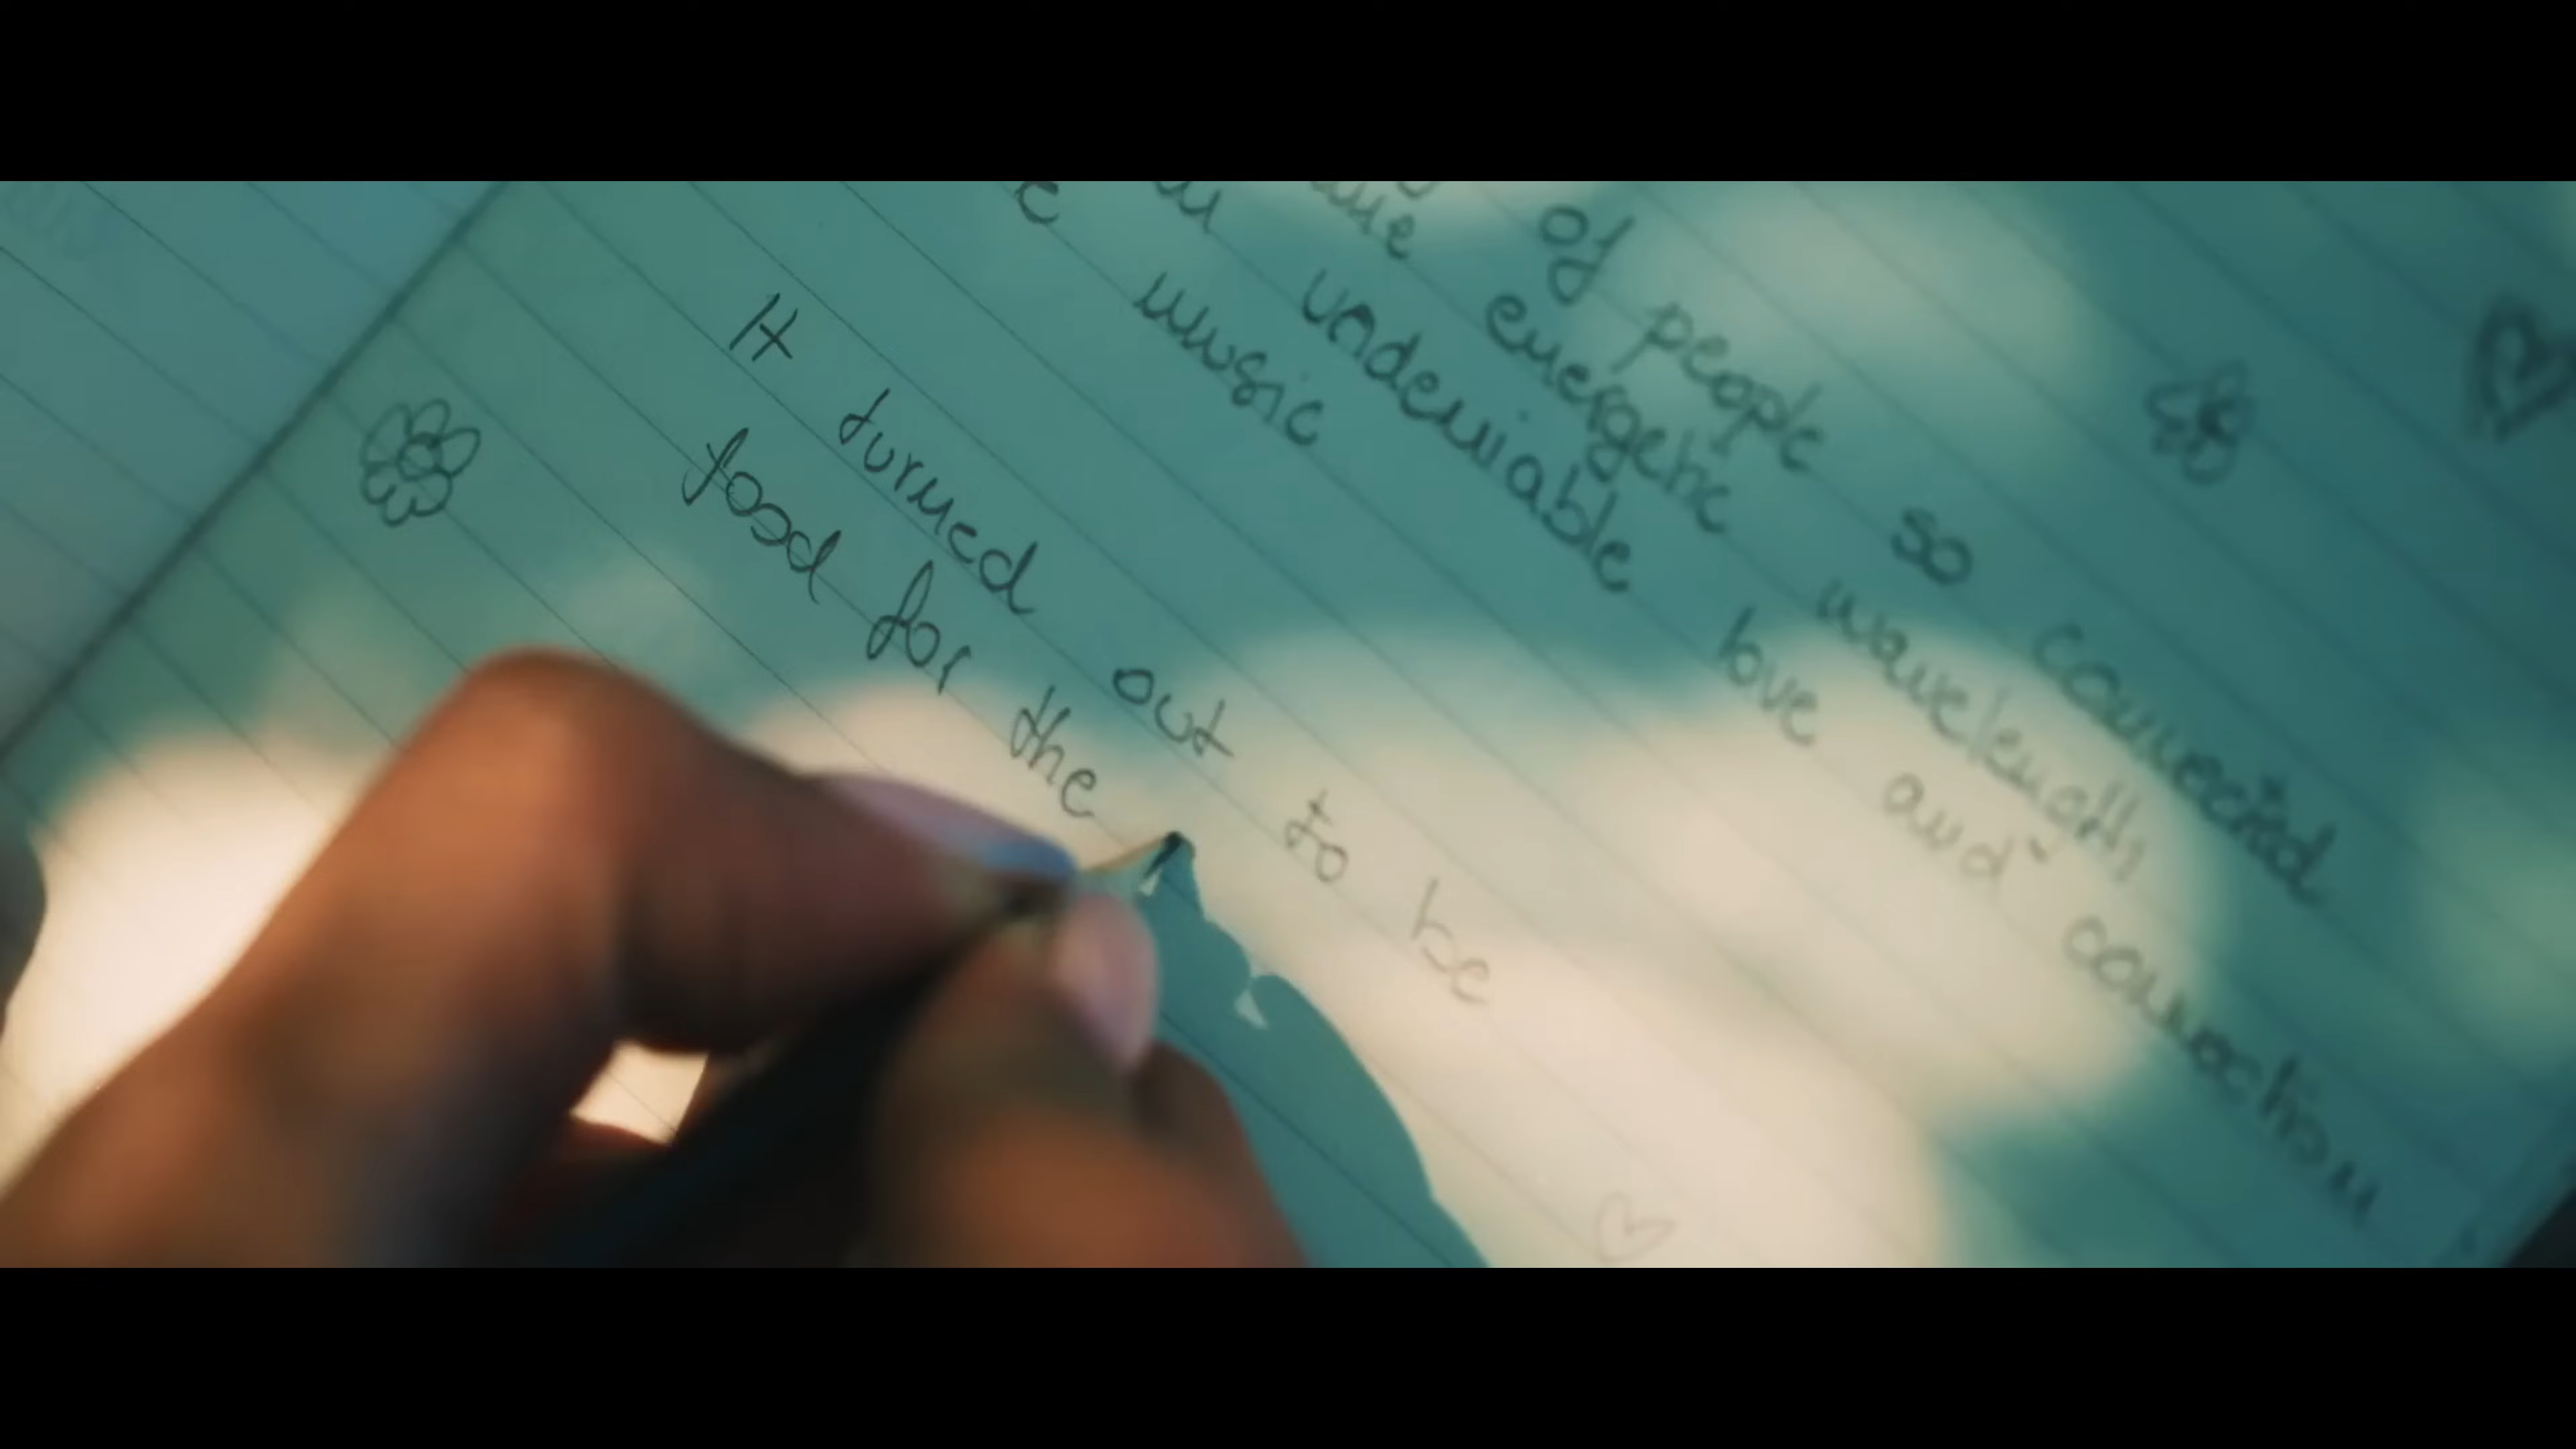 of people so connected
energetic wavelength
undeniable love and connection
music
It turned out to be
food for the